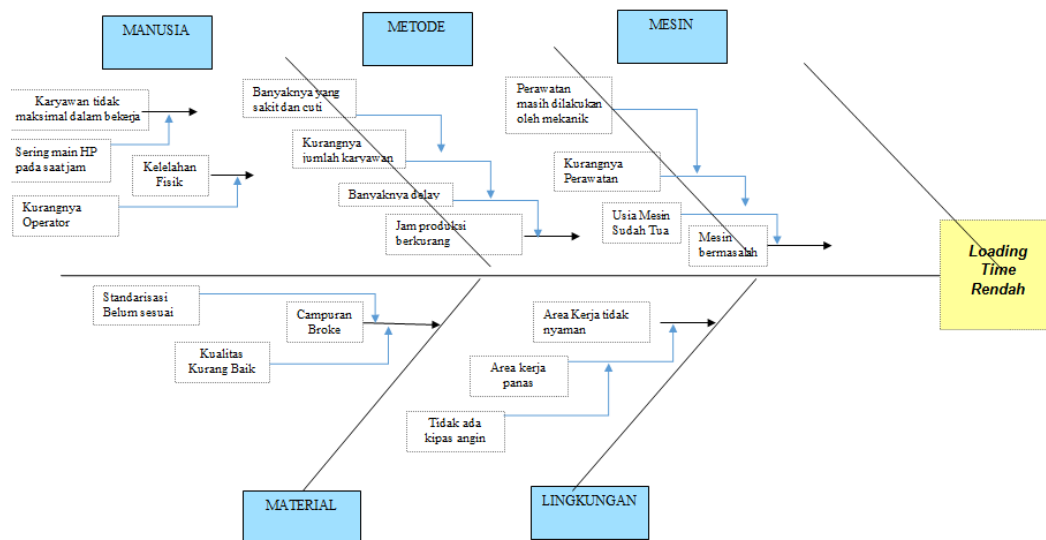 MANUSIA
METODE
MESIN
Karyawan tidak
maksimal dalam bekerja
Sering main HP
pada saat jam
Kelelahan
Fisik
Kurangnya
Operator
Banyaknya yang
sakit dan cuti
Kurangnya
jumlah karyawan
Banyaknya delay
Jam produksi
berkurang
Perawatan
masih dilakukan
oleh mekanik
Kurangnya
Perawatan
Usia Mesin
Sudah Tua
Mesin
bermasalah
Loading
Time
Rendah
Standarisasi
Belum sesuai
Campuran
Broke
Kualitas
Kurang Baik
Area Kerja tidak
nyaman
Area kerja
panas
Tidak ada
kipas angin
MATERIAL
LINGKUNGAN